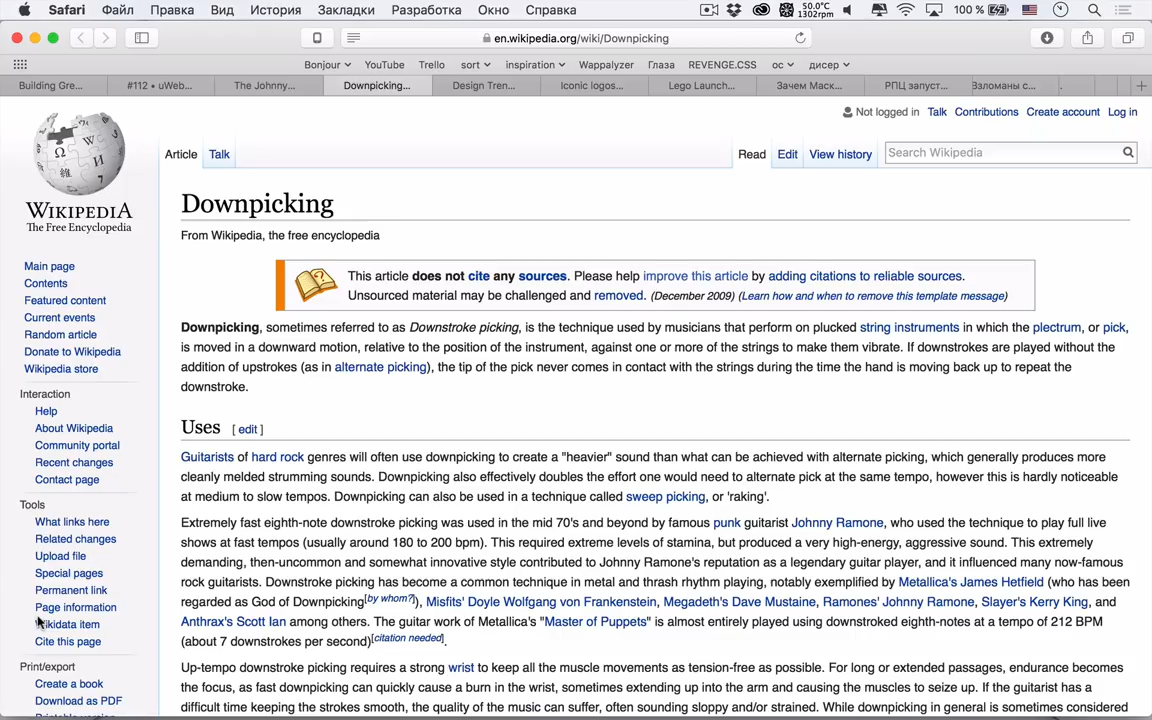 Safari Файл Правка Вид История Закладки Разработка Окно Справка 50.0°C 1302rpm 100 %
en.wikipedia.org/wiki/Downpicking
Bonjour YouTube Trello sort inspiration Wappalyzer Глаза REVENGE.CSS ос дисер
Building Gre... #112 • uWeb... The Johnny... Downpicking... Design Tren... Iconic logos... Lego Launch... Зачем Маск... РПЦ запуст... Взломаны с...
Not logged in Talk Contributions Create account Log in
Article Talk Read Edit View history Search Wikipedia
WIKIPEDIA
The Free Encyclopedia
Main page
Contents
Featured content
Current events
Random article
Donate to Wikipedia
Wikipedia store
Interaction
Help
About Wikipedia
Community portal
Recent changes
Contact page
Tools
What links here
Related changes
Upload file
Special pages
Permanent link
Page information
Wikidata item
Cite this page
Print/export
Create a book
Download as PDF
Downpicking
From Wikipedia, the free encyclopedia
This article does not cite any sources. Please help improve this article by adding citations to reliable sources.
Unsourced material may be challenged and removed. (December 2009) (Learn how and when to remove this template message)
Downpicking, sometimes referred to as Downstroke picking, is the technique used by musicians that perform on plucked string instruments in which the plectrum, or pick,
is moved in a downward motion, relative to the position of the instrument, against one or more of the strings to make them vibrate. If downstrokes are played without the
addition of upstrokes (as in alternate picking), the tip of the pick never comes in contact with the strings during the time the hand is moving back up to repeat the
downstroke.
Uses [ edit ]
Guitarists of hard rock genres will often use downpicking to create a "heavier" sound than what can be achieved with alternate picking, which generally produces more
cleanly melded strumming sounds. Downpicking also effectively doubles the effort one would need to alternate pick at the same tempo, however this is hardly noticeable
at medium to slow tempos. Downpicking can also be used in a technique called sweep picking, or 'raking'.
Extremely fast eighth-note downstroke picking was used in the mid 70's and beyond by famous punk guitarist Johnny Ramone, who used the technique to play full live
shows at fast tempos (usually around 180 to 200 bpm). This required extreme levels of stamina, but produced a very high-energy, aggressive sound. This extremely
demanding, then-uncommon and somewhat innovative style contributed to Johnny Ramone's reputation as a legendary guitar player, and it influenced many now-famous
rock guitarists. Downstroke picking has become a common technique in metal and thrash rhythm playing, notably exemplified by Metallica's James Hetfield (who has been
regarded as God of Downpicking[by whom?]), Misfits' Doyle Wolfgang von Frankenstein, Megadeth's Dave Mustaine, Ramones' Johnny Ramone, Slayer's Kerry King, and
Anthrax's Scott Ian among others. The guitar work of Metallica's "Master of Puppets" is almost entirely played using downstroked eighth-notes at a tempo of 212 BPM
(about 7 downstrokes per second)[citation needed].
Up-tempo downstroke picking requires a strong wrist to keep all the muscle movements as tension-free as possible. For long or extended passages, endurance becomes
the focus, as fast downpicking can quickly cause a burn in the wrist, sometimes extending up into the arm and causing the muscles to seize up. If the guitarist has a
difficult time keeping the strokes smooth, the quality of the music can suffer, often sounding sloppy and/or strained. While downpicking in general is sometimes considered